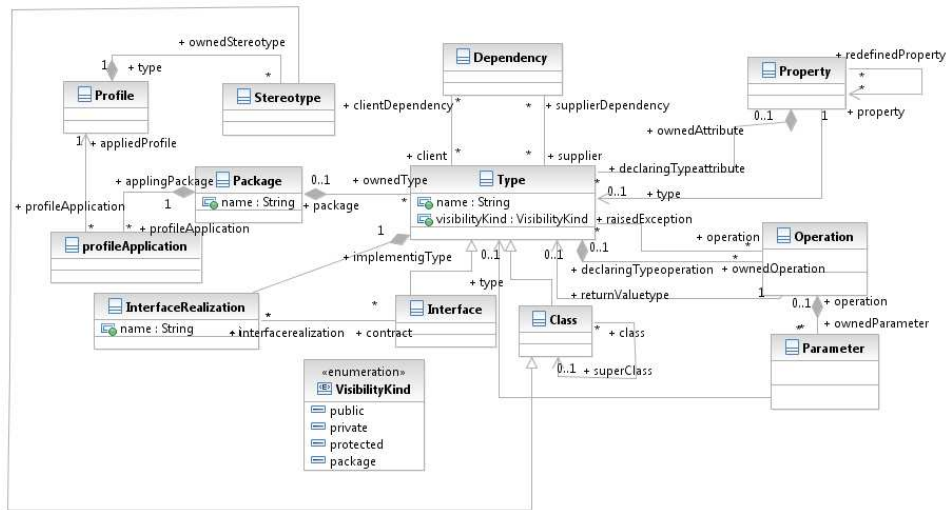 + ownedStereotype
1
+ type
*
Profile
Stereotype
Dependency
Property
+ redefinedProperty
*
*
+ property
1
+ appliedProfile
+ clientDependency
*
*
+ supplierDependency
0..1
1
+ ownedAttribute
+ client
*
*
+ supplier
+ declaringTypeattribute
+ applingPackage
1
Package
name : String
0..1
+ package
+ ownedType
*
Type
name : String
visibilityKind : VisibilityKind
*
0..1
+ type
+ raisedException
*
+ profileApplication
*
*
+ profileApplication
profileApplication
1
+ implementigType
0..1
0..1
0..1
+ declaringTypeoperation
+ operation
*
*
+ ownedOperation
Operation
+ type
+ returnValuetype
1
0..1
+ operation
InterfaceRealization
name : String
*
+ interfacerealization
*
+ contract
Interface
Class
*
+ class
0..1
+ superClass
*
*
+ ownedParameter
Parameter
«enumeration»
VisibilityKind
public
private
protected
package